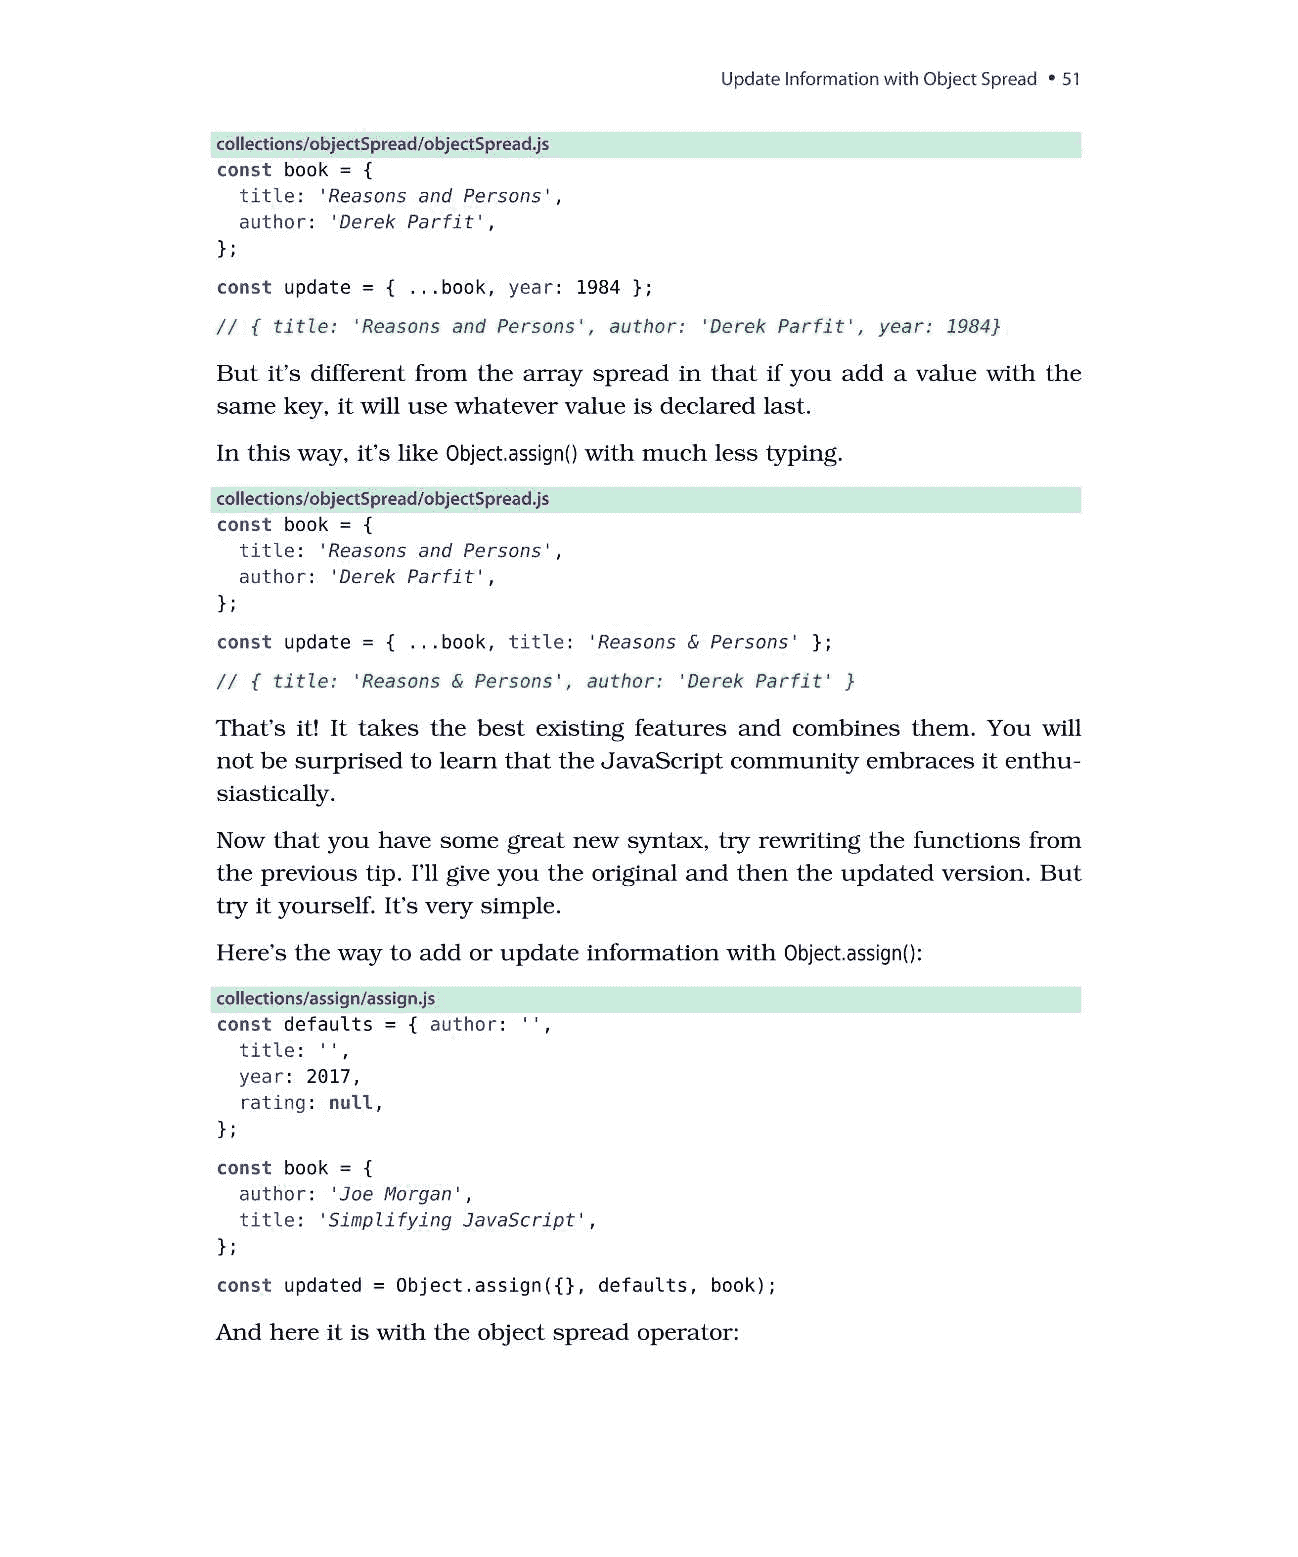 Update Information with Object Spread • 51
collections/objectSpread/objectSpread.js
const book = {
  title: 'Reasons and Persons',
  author: 'Derek Parfit',
};
const update = { ...book, year: 1984 };
// { title: 'Reasons and Persons', author: 'Derek Parfit', year: 1984}
But it's different from the array spread in that if you add a value with the
same key, it will use whatever value is declared last.
In this way, it's like Object.assign() with much less typing.
collections/objectSpread/objectSpread.js
const book = {
  title: 'Reasons and Persons',
  author: 'Derek Parfit',
};
const update = { ...book, title: 'Reasons & Persons' };
// { title: 'Reasons & Persons', author: 'Derek Parfit' }
That's it! It takes the best existing features and combines them. You will
not be surprised to learn that the JavaScript community embraces it enthu-
siastically.
Now that you have some great new syntax, try rewriting the functions from
the previous tip. I'll give you the original and then the updated version. But
try it yourself. It's very simple.
Here's the way to add or update information with Object.assign():
collections/assign/assign.js
const defaults = { author: '',
  title: '',
  year: 2017,
  rating: null,
};
const book = {
  author: 'Joe Morgan',
  title: 'Simplifying JavaScript',
};
const updated = Object.assign({}, defaults, book);
And here it is with the object spread operator: